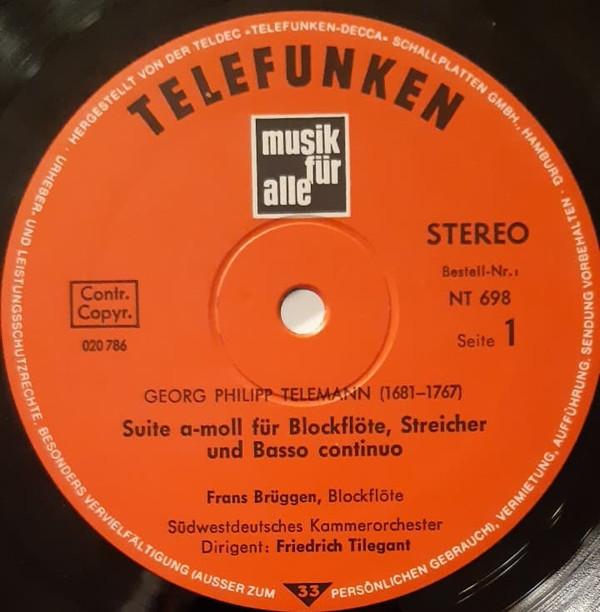 URHEBER- UND LEISTUNGSSCHUTZRECHTE. BESONDERS VERVIELFÄLTIGUNG (AUSSER ZUM PERSÖNLICHEN GEBRAUCH), VERMIETUNG, AUFFÜHRUNG, SENDUNG VORBEHALTEN · HERGESTELLT VON DER TELDEC »TELEFUNKEN-DECCA« SCHALLPLATTEN GMBH., HAMBURG ·
TELEFUNKEN
musik
für
alle
STEREO
Bestell-Nr.:
NT 698
Seite 1
Contr.
Copyr.
020 786
GEORG PHILIPP TELEMANN (1681–1767)
Suite a-moll für Blockflöte, Streicher
und Basso continuo
Frans Brüggen, Blockflöte
Südwestdeutsches Kammerorchester
Dirigent: Friedrich Tilegant
33